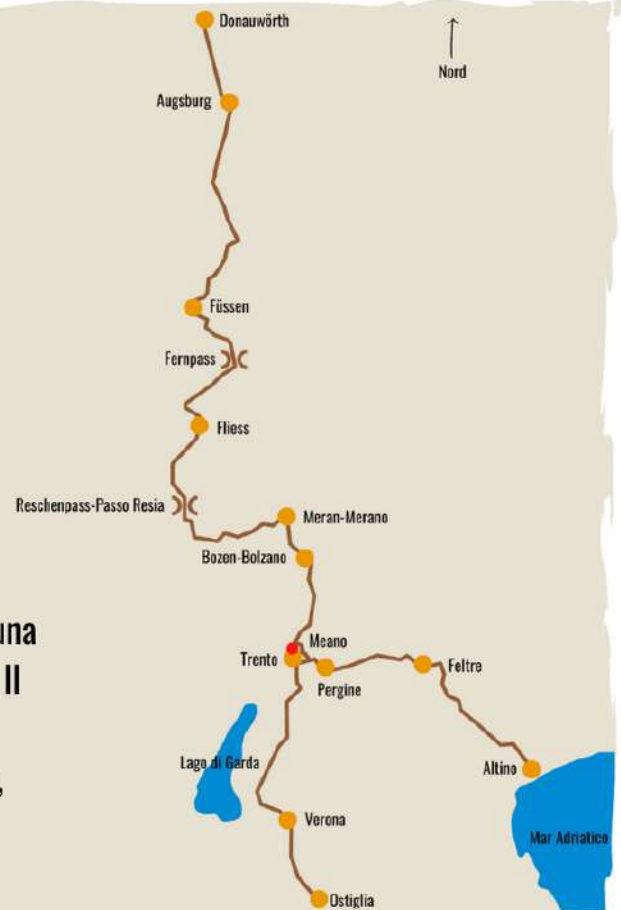 Donauwörth
Nord
Augsburg
Füssen
Fernpass
Fliess
Reschenpass-Passo Resia
Meran-Merano
Bozen-Bolzano
una
Il
Meano
Trento
Feltre
Pergine
Lago di Garda
Altino
Verona
Mar Adriatico
Ostiglia